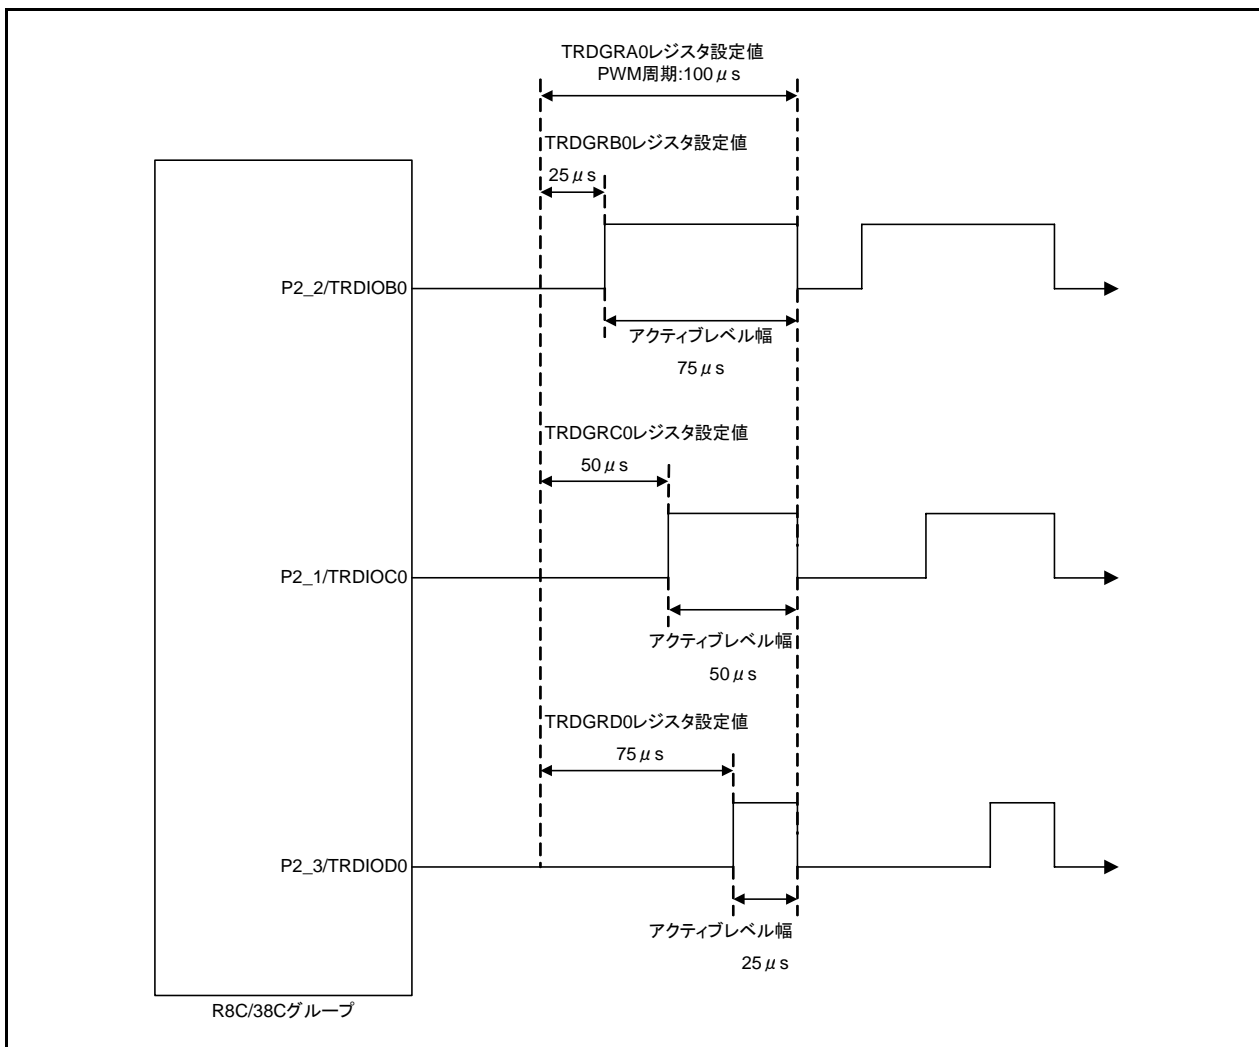 TRDGRA0レジスタ設定値
PWM周期:100μs
TRDGRB0レジスタ設定値
25μs
P2_2/TRDIOB0
アクティブレベル幅
75μs
TRDGRC0レジスタ設定値
50μs
P2_1/TRDIOC0
アクティブレベル幅
50μs
TRDGRD0レジスタ設定値
75μs
P2_3/TRDIOD0
アクティブレベル幅
25μs
R8C/38Cグループ